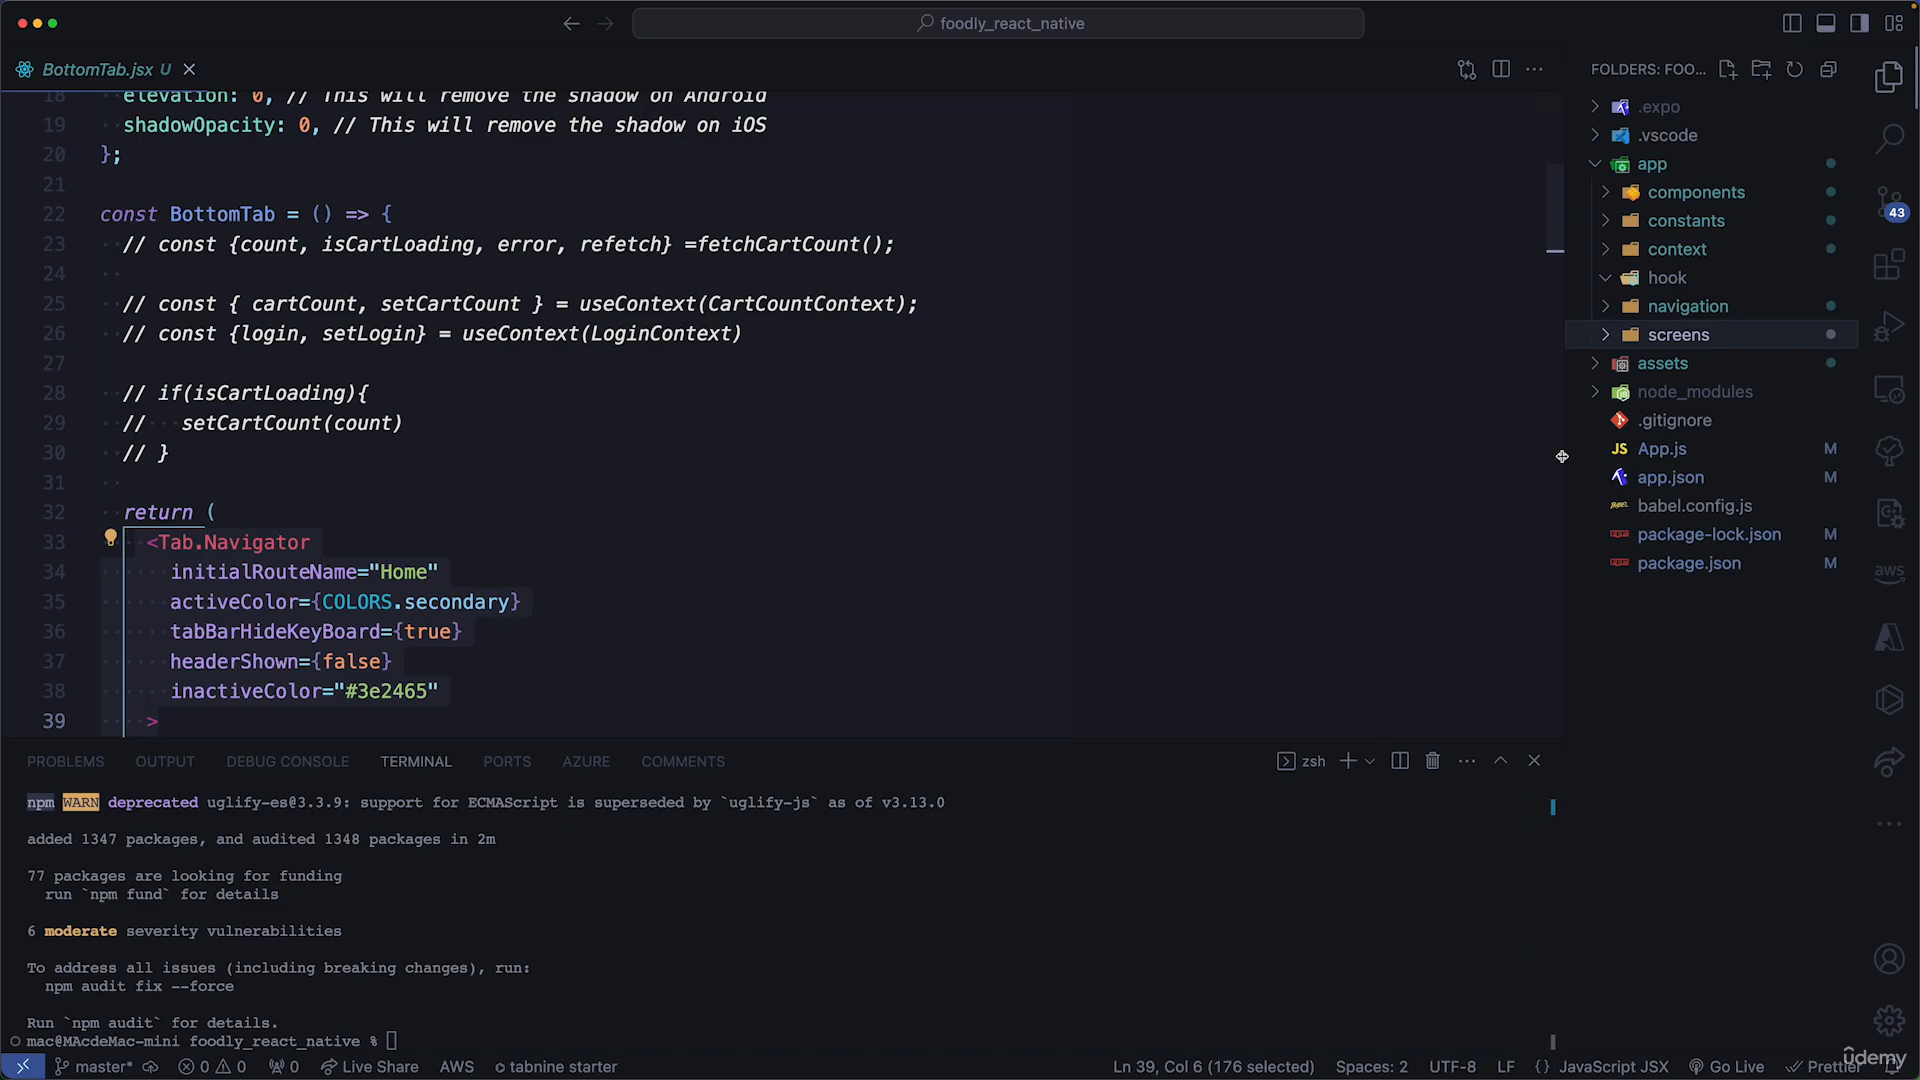 foodly_react_native
BottomTab.jsx U
18 elevation: 0, // This will remove the shadow on Android
19 shadowOpacity: 0, // This will remove the shadow on iOS
20 };
21
22 const BottomTab = () => {
23 // const {count, isCartLoading, error, refetch} =fetchCartCount();
24
25 // const { cartCount, setCartCount } = useContext(CartCountContext);
26 // const {login, setLogin} = useContext(LoginContext)
27
28 // if(isCartLoading){
29 //   setCartCount(count)
30 // }
31
32 return (
33 <Tab.Navigator
34 initialRouteName="Home"
35 activeColor={COLORS.secondary}
36 tabBarHideKeyBoard={true}
37 headerShown={false}
38 inactiveColor="#3e2465"
39 >
FOLDERS: FOO...
.expo
.vscode
app
components
constants
context
hook
navigation
screens
assets
node_modules
.gitignore
JS App.js M
app.json M
BABEL babel.config.js
package-lock.json M
package.json M
43
aws
PROBLEMS OUTPUT DEBUG CONSOLE TERMINAL PORTS AZURE COMMENTS
zsh
npm WARN deprecated uglify-es@3.3.9: support for ECMAScript is superseded by `uglify-js` as of v3.13.0
added 1347 packages, and audited 1348 packages in 2m
77 packages are looking for funding
run `npm fund` for details
6 moderate severity vulnerabilities
To address all issues (including breaking changes), run:
npm audit fix --force
Run `npm audit` for details.
mac@MAcdeMac-mini foodly_react_native %
master* 0 0 0 Live Share AWS tabnine starter Ln 39, Col 6 (176 selected) Spaces: 2 UTF-8 LF {} JavaScript JSX Go Live Prettier
ûdemy